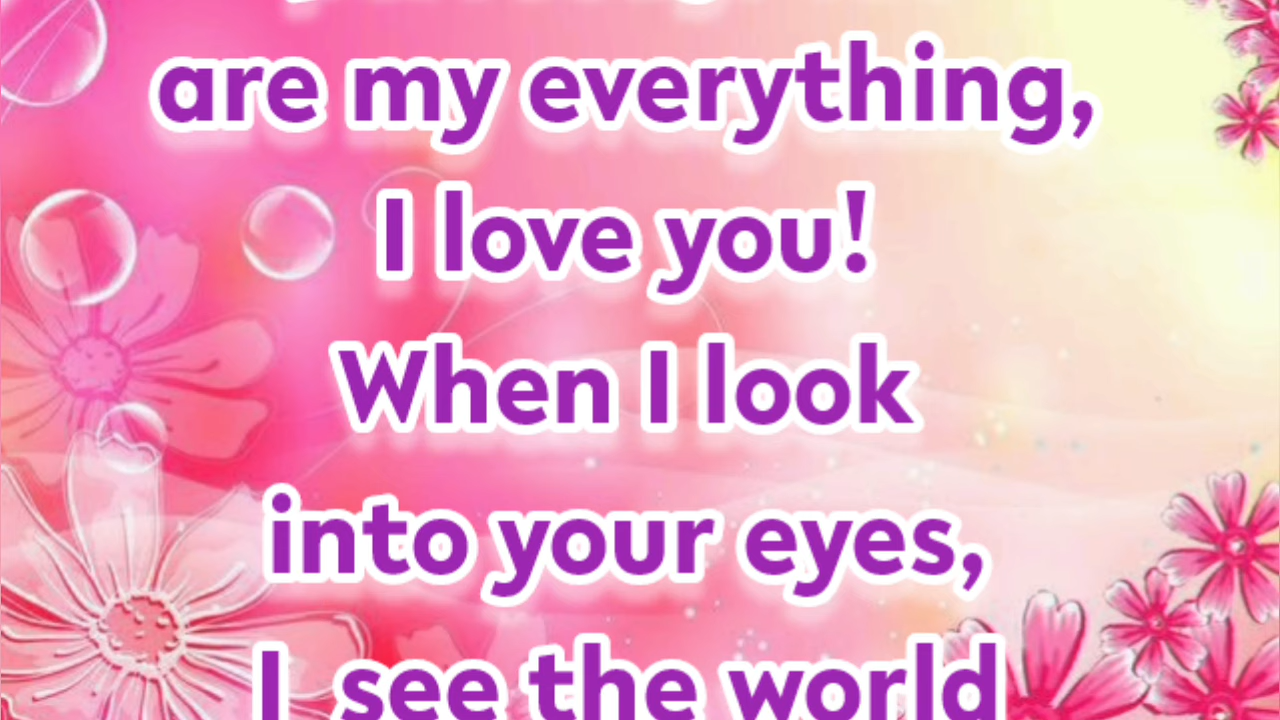 are my everything,
I love you!
When I look
into your eyes,
I see the world